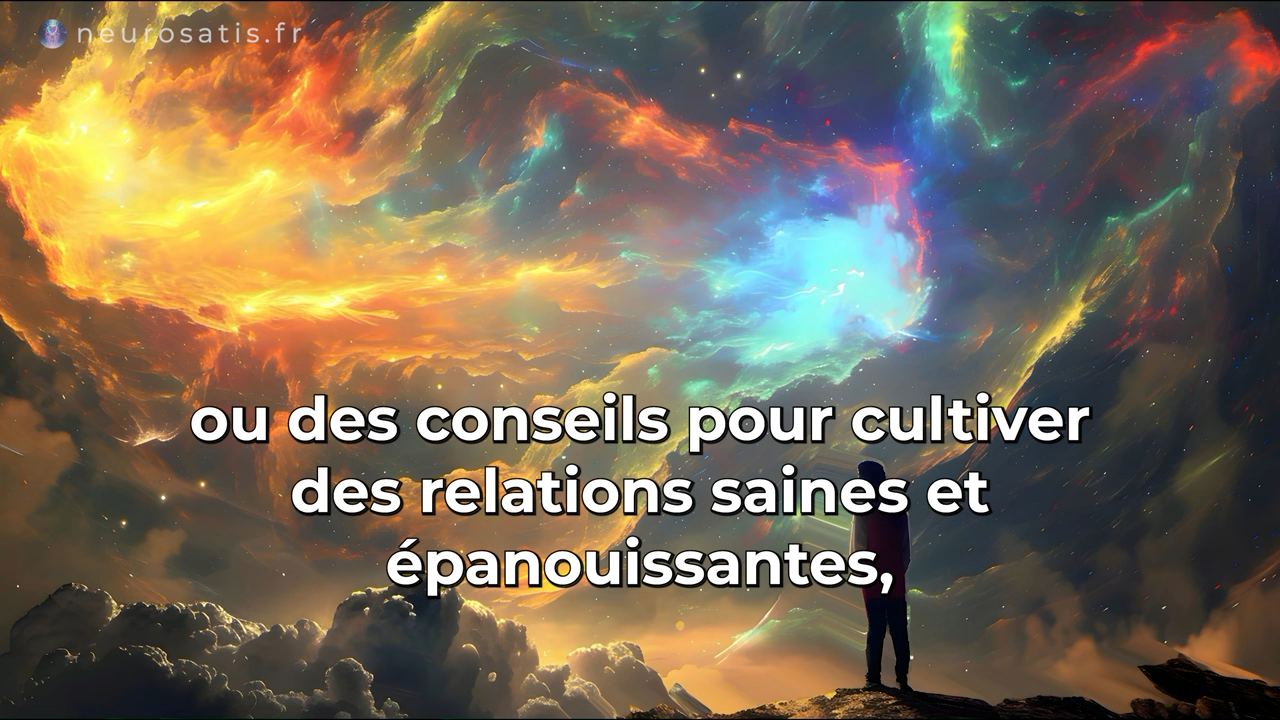 neurosatis.fr
ou des conseils pour cultiver
des relations saines et
épanouissantes,